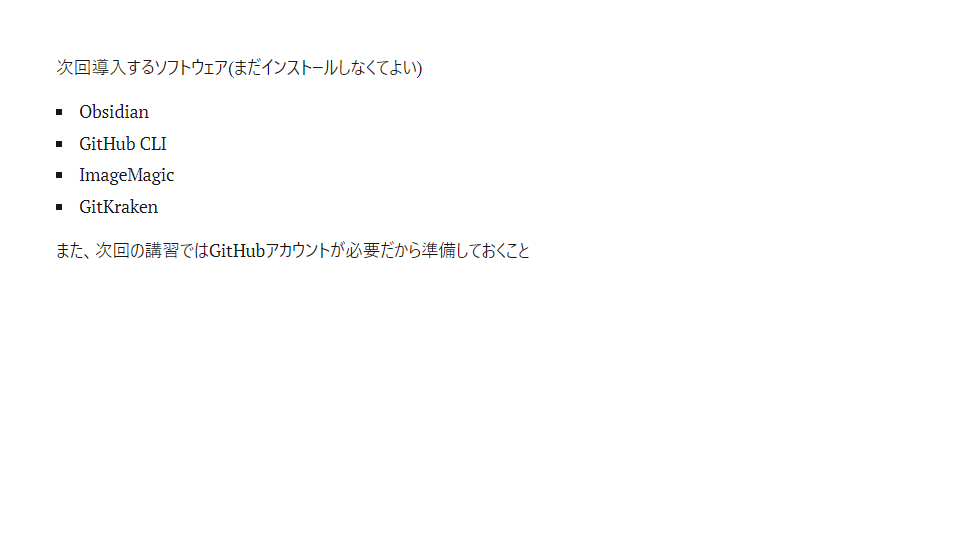 次回導入するソフトウェア(まだインストールしなくてよい)
Obsidian
GitHub CLI
ImageMagic
GitKraken
また、次回の講習ではGitHubアカウントが必要だから準備しておくこと